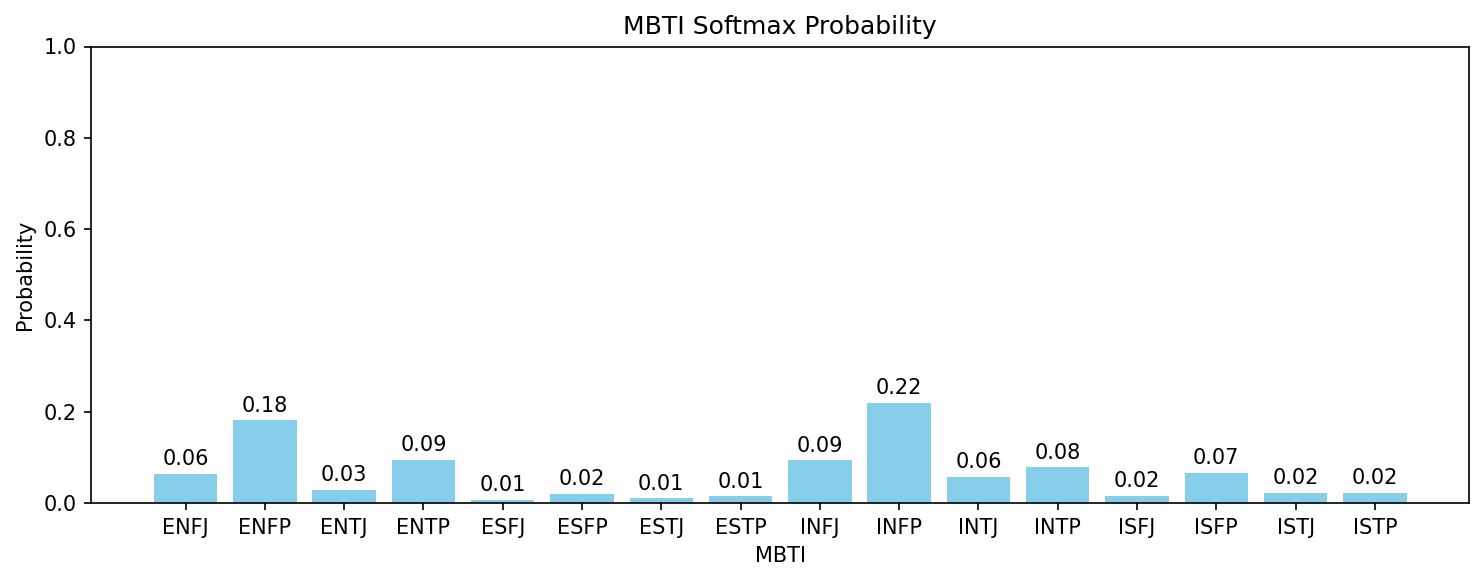 MBTI Softmax Probability
1.0
0.8
0.6
0.4
0.2
0.0
Probability
0.06 0.18 0.03 0.09 0.01 0.02 0.01 0.01 0.09 0.22 0.06 0.08 0.02 0.07 0.02 0.02
ENFJ ENFP ENTJ ENTP ESFJ ESFP ESTJ ESTP INFJ INFP INTJ INTP ISFJ ISFP ISTJ ISTP
MBTI